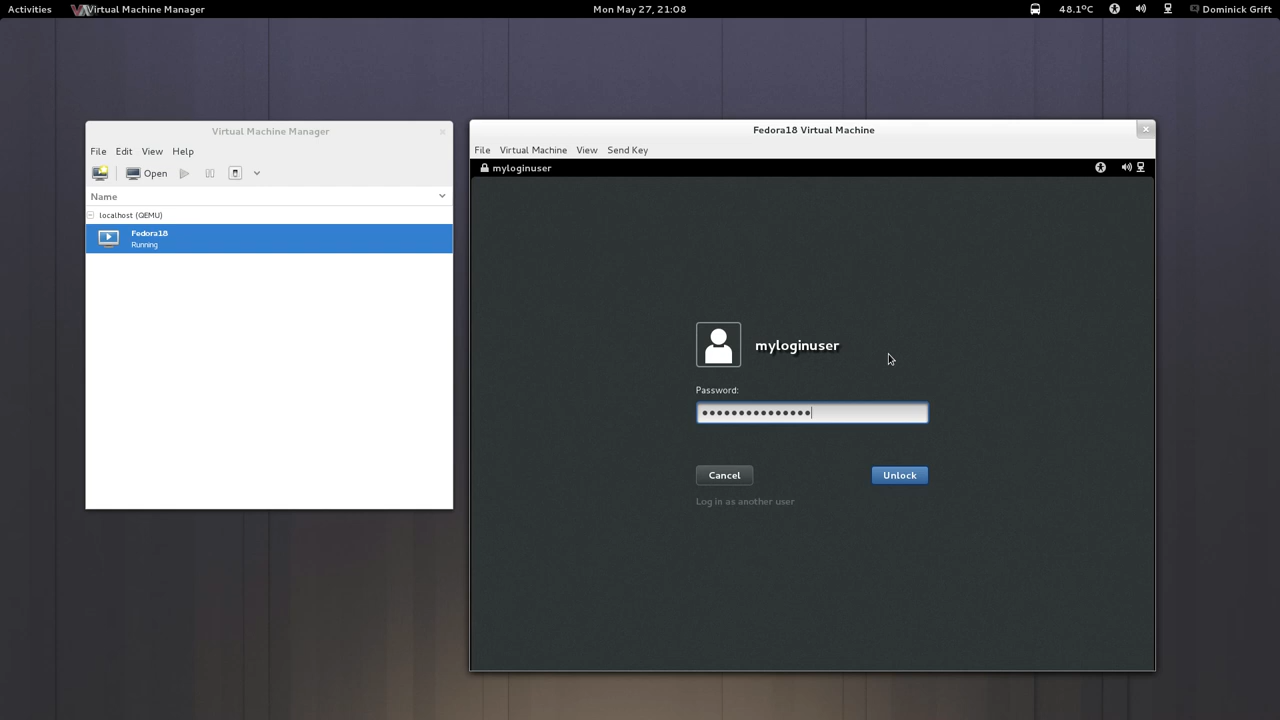 Activities
Virtual Machine Manager
Mon May 27, 21:08
48.1ºC
Dominick Grift
Virtual Machine Manager
File Edit View Help
Open
Name
localhost (QEMU)
Fedora18
Running
Fedora18 Virtual Machine
File Virtual Machine View Send Key
myloginuser
myloginuser
Password:
●●●●●●●●●●●●●●●
Cancel
Unlock
Log in as another user